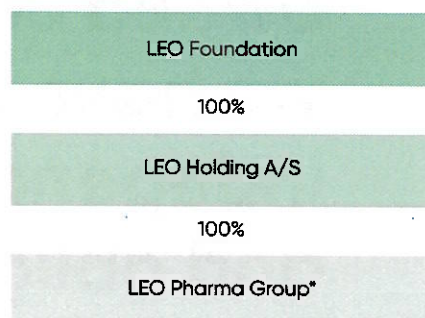 LEO Foundation
100%
LEO Holding A/S
100%
LEO Pharma Group*